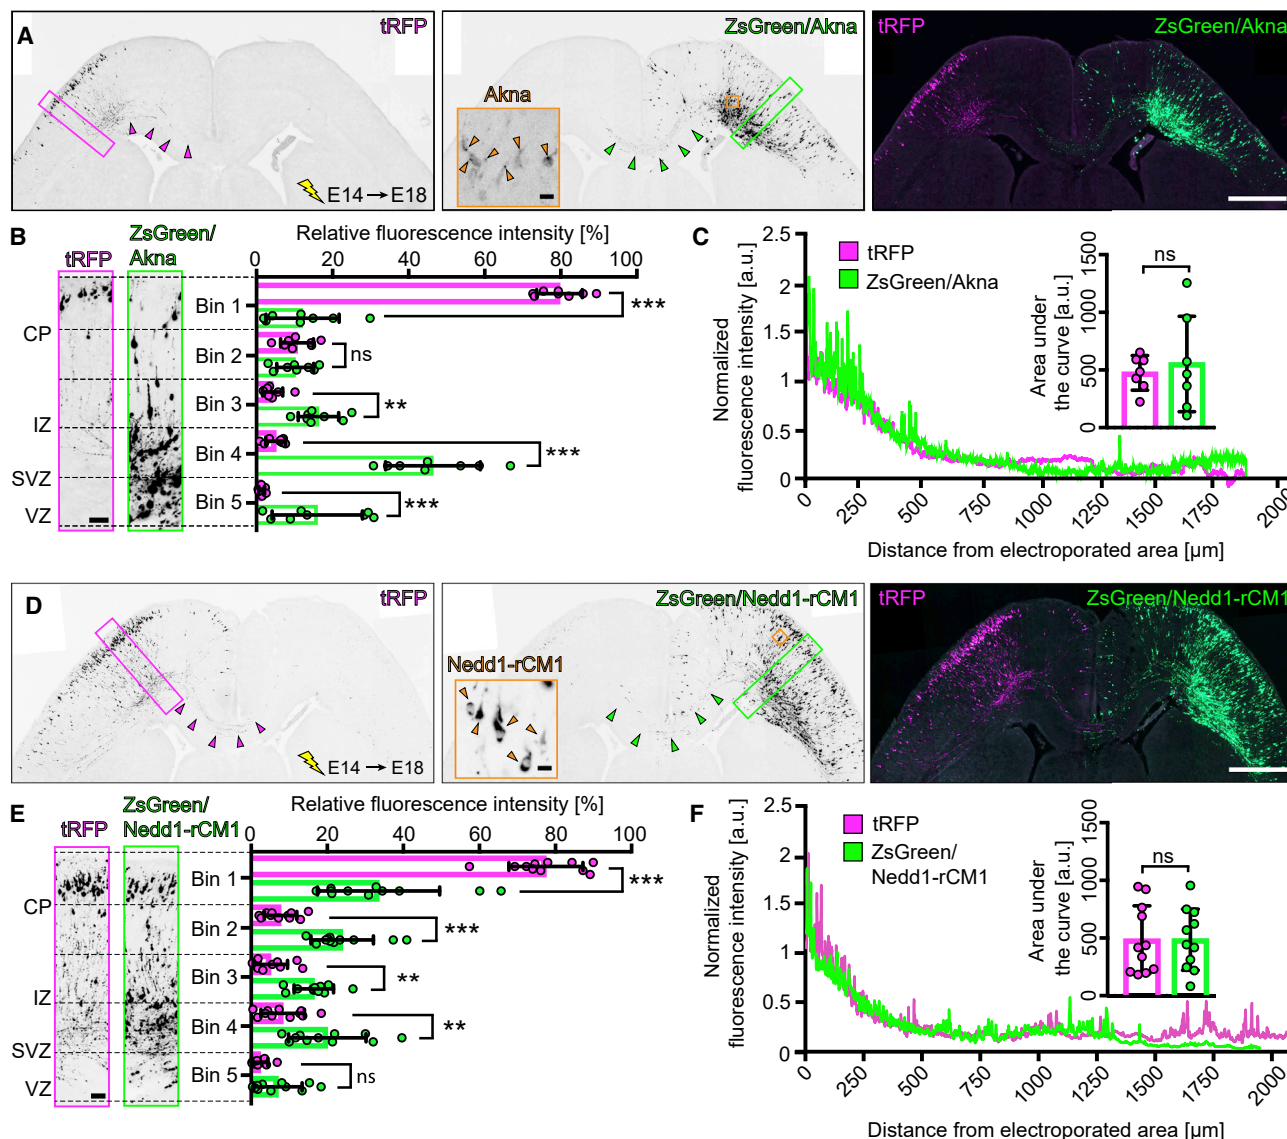 A
tRFP
ZsGreen/Akna
tRFP
ZsGreen/Akna
Akna
E14 → E18
B
tRFP
ZsGreen/
Akna
Relative fluorescence intensity [%]
0 20 40 60 80 100
CP
IZ
SVZ
VZ
Bin 1
Bin 2
Bin 3
Bin 4
Bin 5
***
ns
**
***
***
C
Normalized
fluorescence intensity [a.u.]
2.5
2
1.5
1
0.5
0
tRFP
ZsGreen/Akna
Area under
the curve [a.u.]
1500
1000
500
0
ns
0 250 500 750 1000 1250 1500 1750 2000
Distance from electroporated area [µm]
D
tRFP
ZsGreen/Nedd1-rCM1
tRFP
ZsGreen/Nedd1-rCM1
Nedd1-rCM1
E14 → E18
E
tRFP
ZsGreen/
Nedd1-rCM1
Relative fluorescence intensity [%]
0 20 40 60 80 100
CP
IZ
SVZ
VZ
Bin 1
Bin 2
Bin 3
Bin 4
Bin 5
***
***
**
**
ns
F
Normalized
fluorescence intensity [a.u.]
2.5
2
1.5
1
0.5
0
tRFP
ZsGreen/
Nedd1-rCM1
Area under
the curve [a.u.]
1500
1000
500
0
ns
0 250 500 750 1000 1250 1500 1750 2000
Distance from electroporated area [µm]